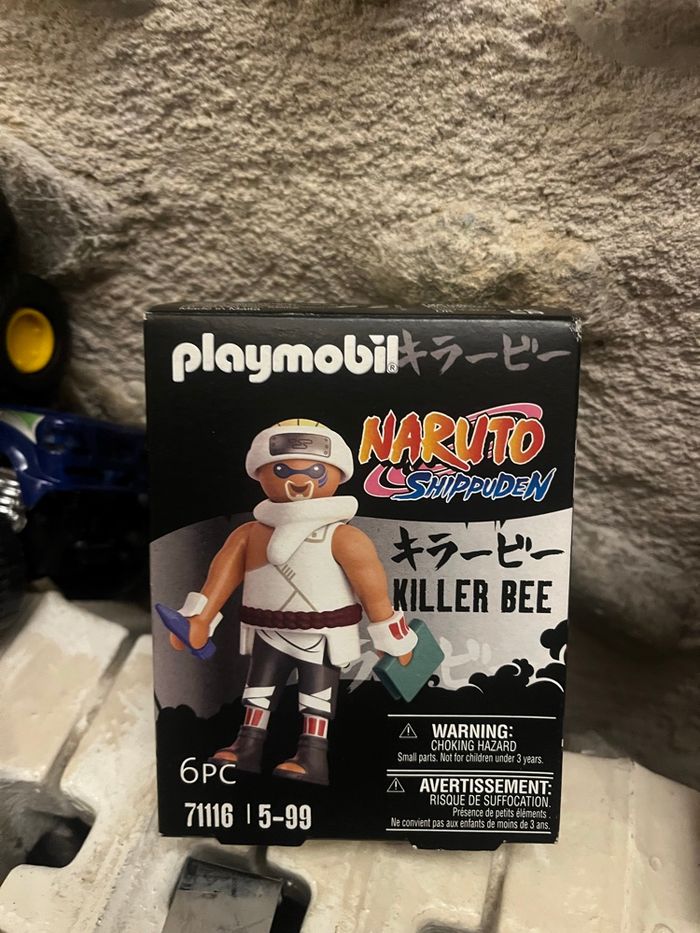 playmobil® キラービー
NARUTO
SHIPPUDEN
キラービー
KILLER BEE
6PC
71116 | 5-99
WARNING:
CHOKING HAZARD
Small parts. Not for children under 3 years.
AVERTISSEMENT:
RISQUE DE SUFFOCATION.
Présence de petits éléments.
Ne convient pas aux enfants de moins de 3 ans.